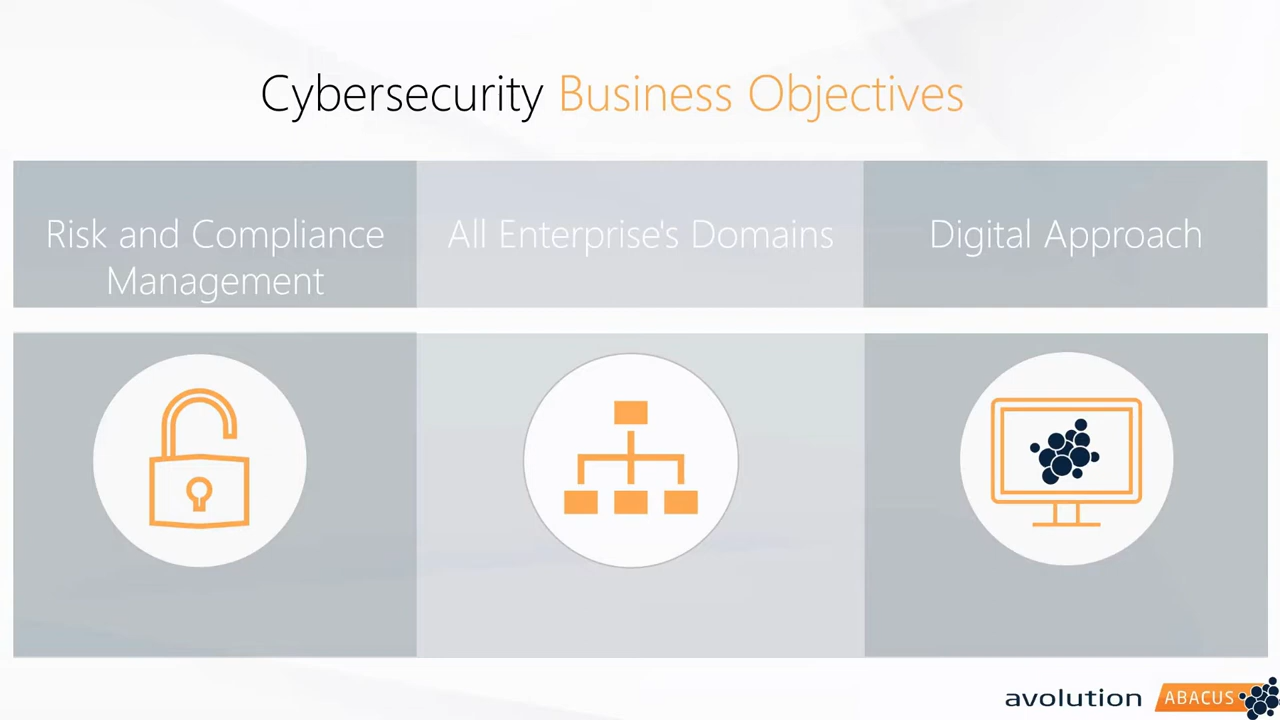 Cybersecurity Business Objectives
Risk and Compliance
Management
All Enterprise's Domains
Digital Approach
avolution ABACUS